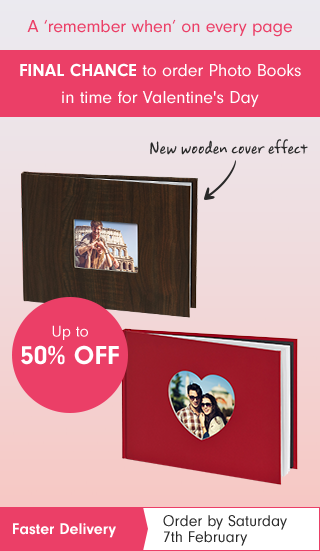 A ‘remember when’ on every page
FINAL CHANCE to order Photo Books
in time for Valentine's Day
New wooden cover effect
Up to
50% OFF
Faster Delivery
Order by Saturday
7th February